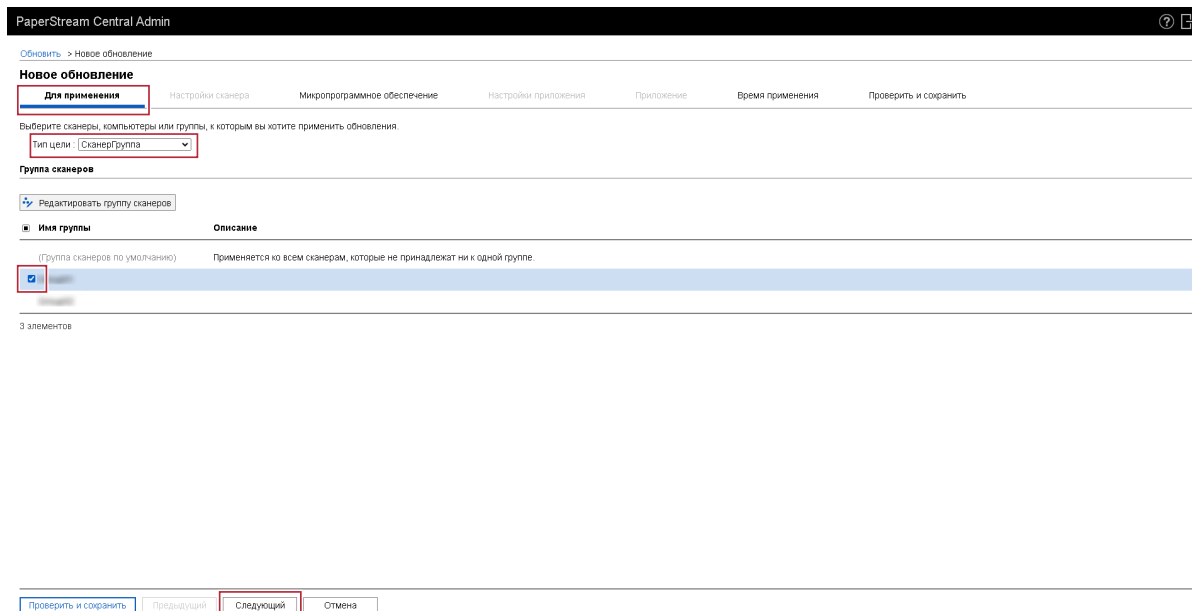 PaperStream Central Admin
Обновить > Новое обновление
Новое обновление
Для применения Настройки сканера Микропрограммное обеспечение Настройки приложения Приложение Время применения Проверить и сохранить
Выберите сканеры, компьютеры или группы, к которым вы хотите применить обновления.
Тип цели : СканерГруппа
Группа сканеров
Редактировать группу сканеров
Имя группы Описание
(Группа сканеров по умолчанию) Применяется ко всем сканерам, которые не принадлежат ни к одной группе.
3 элементов
Проверить и сохранить Предыдущий Следующий Отмена